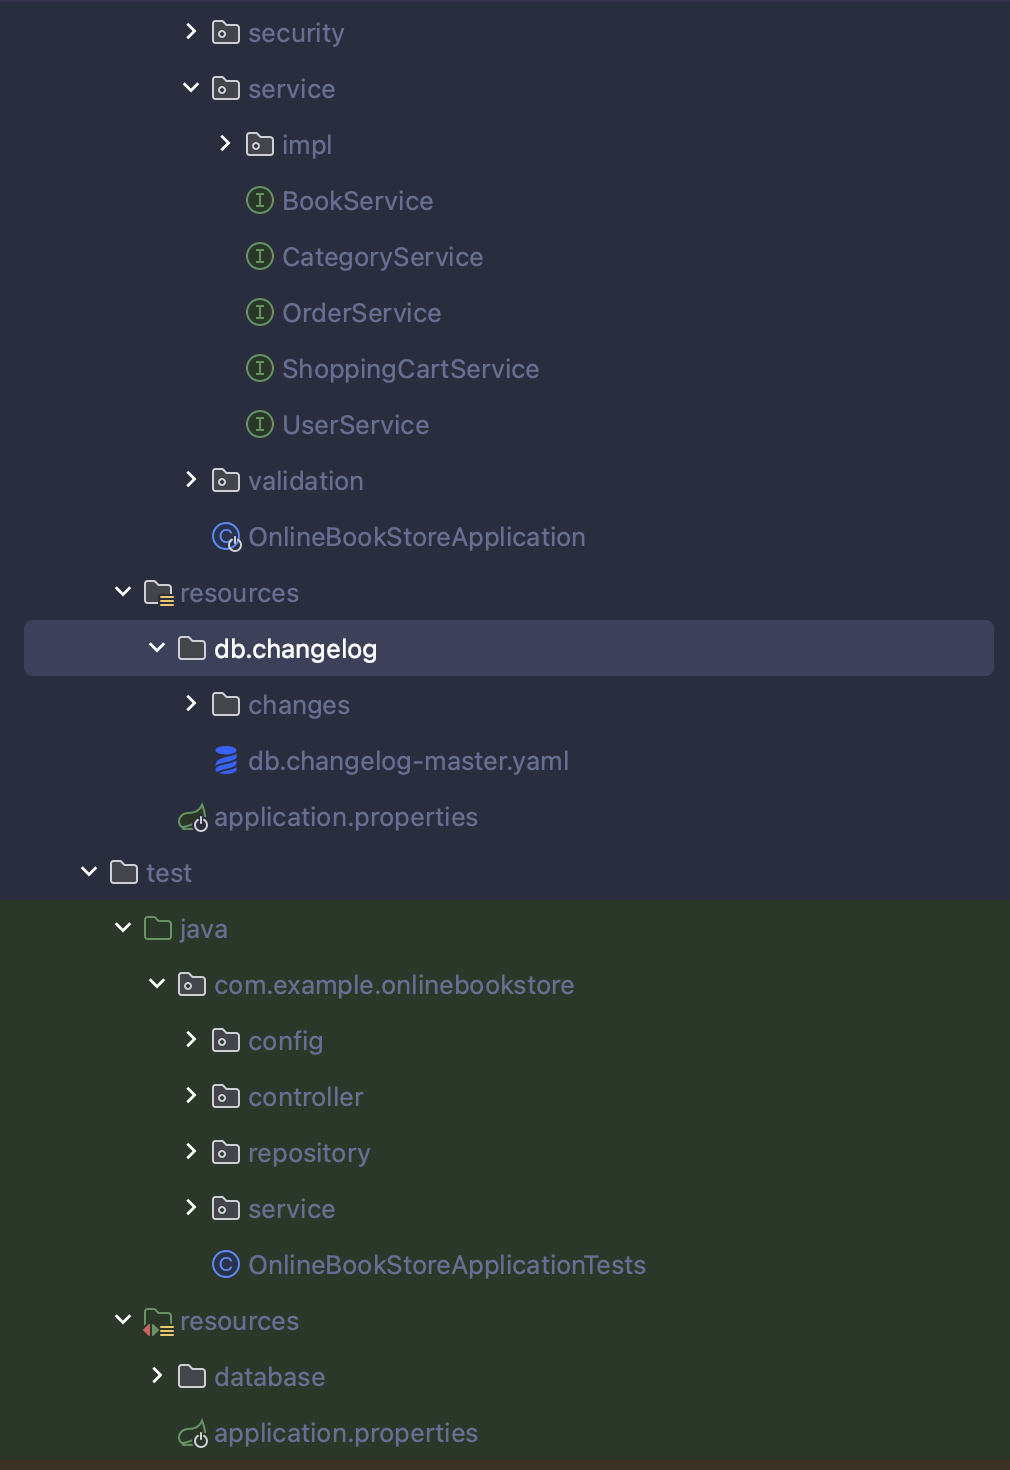 security
service
impl
BookService
CategoryService
OrderService
ShoppingCartService
UserService
validation
OnlineBookStoreApplication
resources
db.changelog
changes
db.changelog-master.yaml
application.properties
test
java
com.example.onlinebookstore
config
controller
repository
service
OnlineBookStoreApplicationTests
resources
database
application.properties